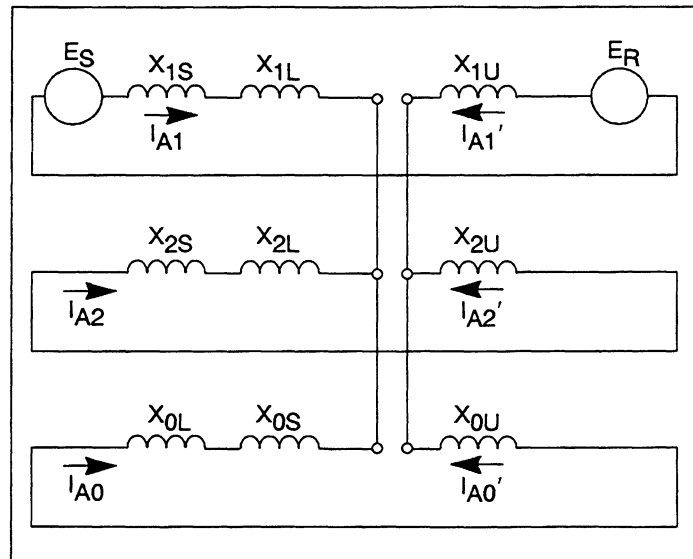 E_S X_1S X_1L X_1U E_R
I_A1 I_A1'
X_2S X_2L X_2U
I_A2 I_A2'
X_0L X_0S X_0U
I_A0 I_A0'